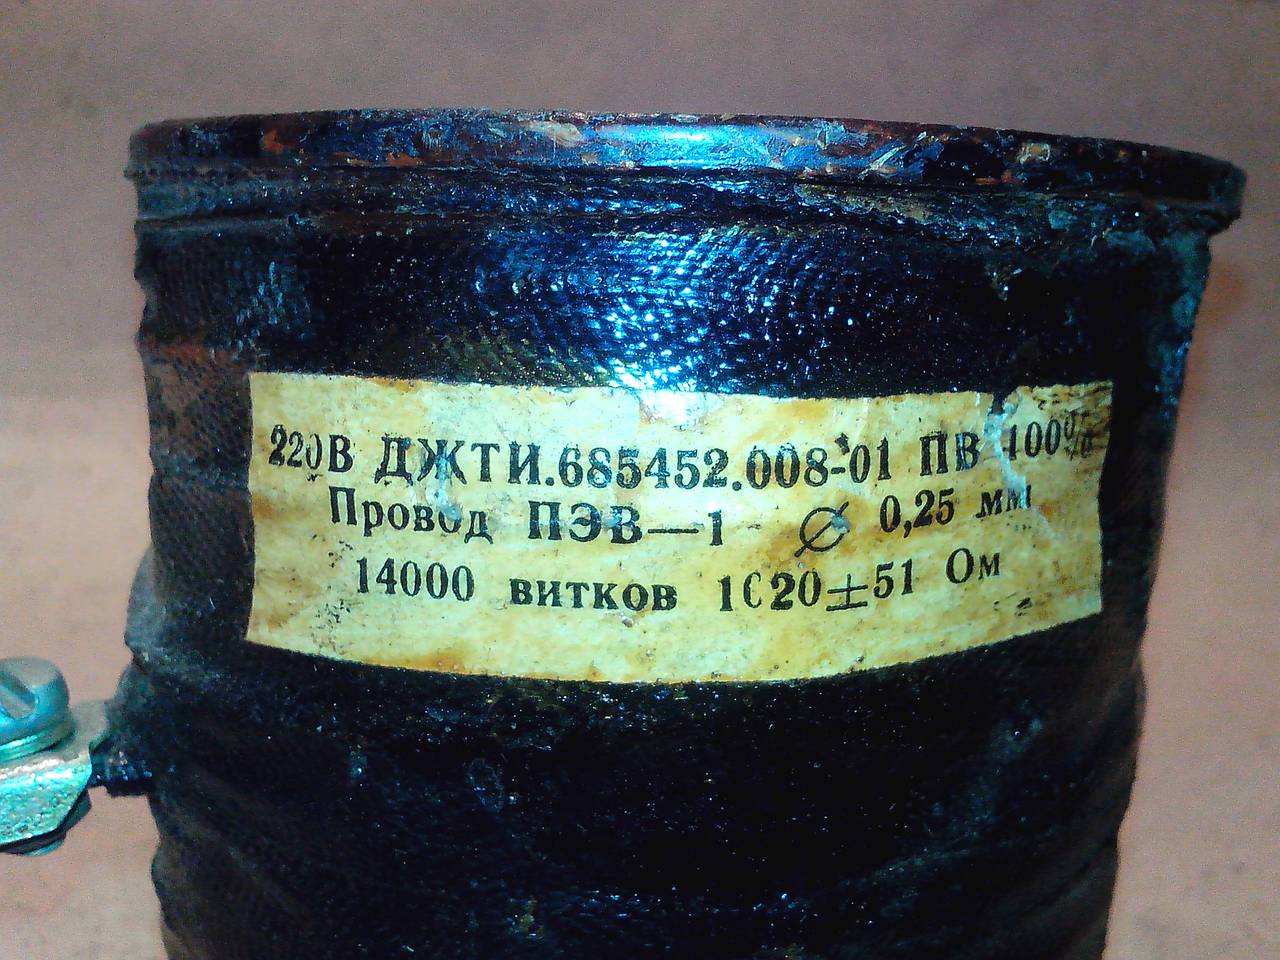 220В ДЖТИ.685452.008-01 ПВ 100%
Провод ПЭВ—1 ∅ 0,25 мм
14000 витков 1020±51 Ом